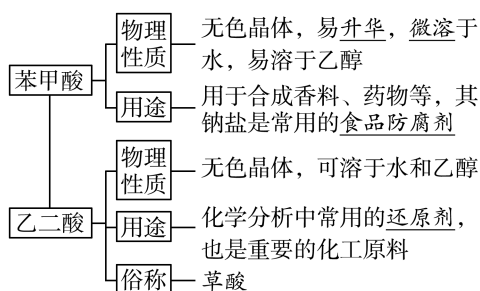 苯甲酸
物理性质
无色晶体，易升华，微溶于
水，易溶于乙醇
用途
用于合成香料、药物等，其
钠盐是常用的食品防腐剂
乙二酸
物理性质
无色晶体，可溶于水和乙醇
用途
化学分析中常用的还原剂，
也是重要的化工原料
俗称
草酸